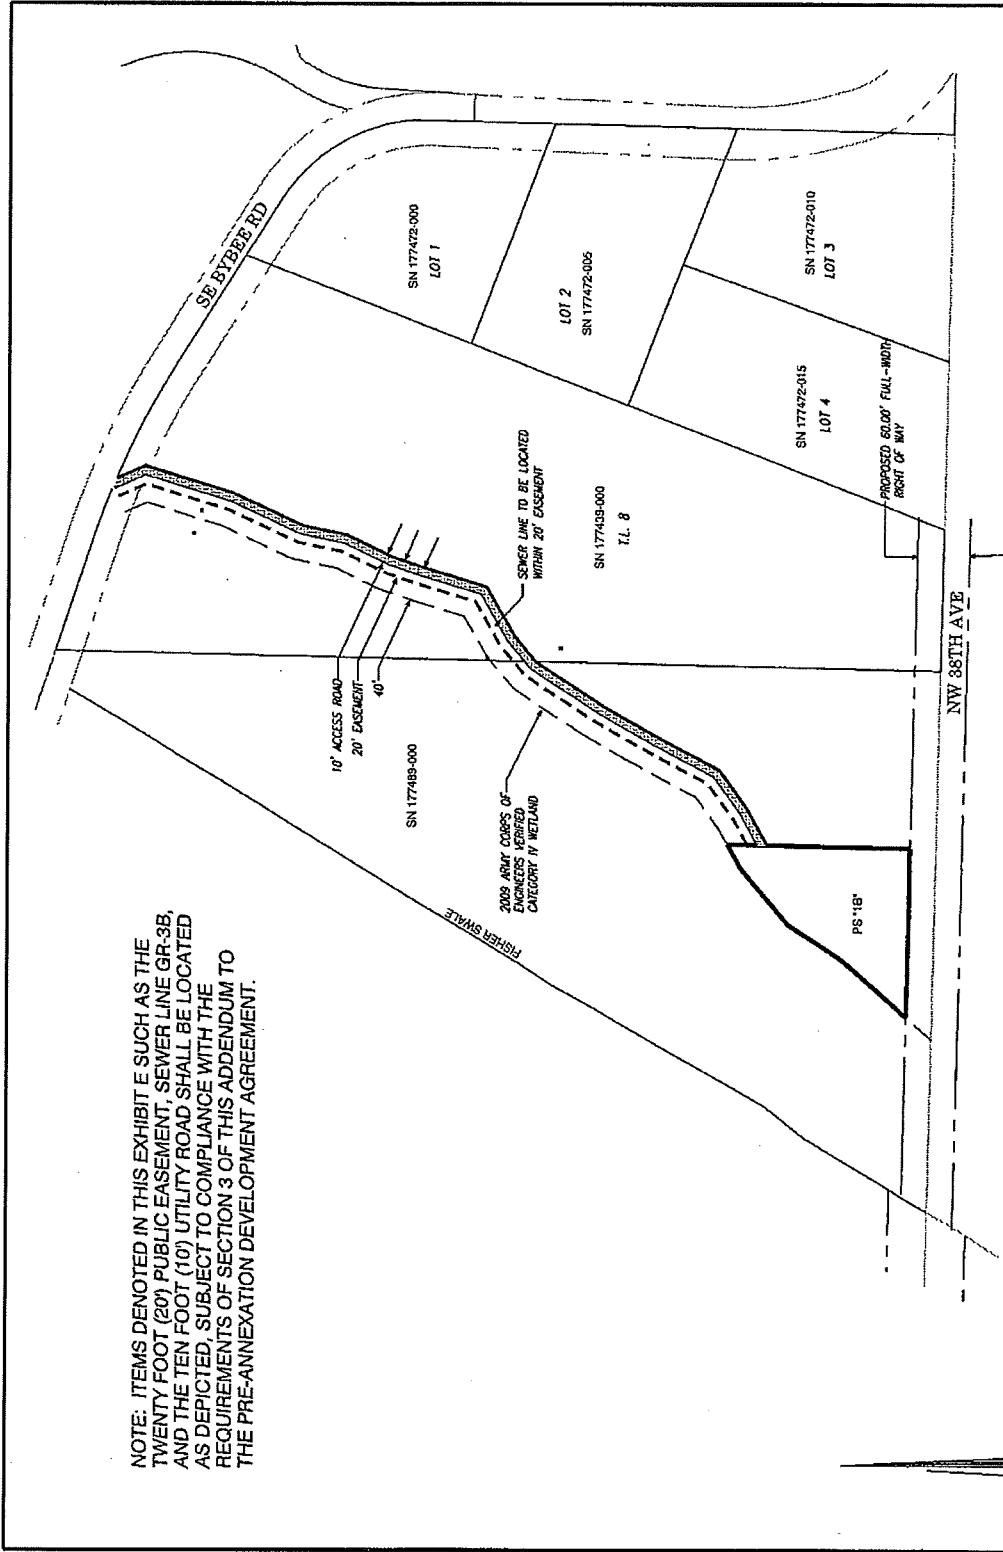 NOTE: ITEMS DENOTED IN THIS EXHIBIT E SUCH AS THE
TWENTY FOOT (20') PUBLIC EASEMENT, SEWER LINE GR-3B,
AND THE TEN FOOT (10') UTILITY ROAD SHALL BE LOCATED
AS DEPICTED, SUBJECT TO COMPLIANCE WITH THE
REQUIREMENTS OF SECTION 3 OF THIS ADDENDUM TO
THE PRE-ANNEXATION DEVELOPMENT AGREEMENT.
SE BYBEE RD
SN 177472-000
LOT 1
LOT 2
SN 177472-005
SN 177472-010
LOT 3
SN 177472-015
LOT 4
PROPOSED 60.00' FULL-WIDTH
RIGHT OF WAY
SEWER LINE TO BE LOCATED
WITHIN 20' EASEMENT
SN 177439-000
T.L. 8
10' ACCESS ROAD
20' EASEMENT
40'
SN 177489-000
2009 ARMY CORPS OF
ENGINEERS VERIFIED
CATEGORY IV WETLAND
FISHER SWALE
PS "1B"
NW 38TH AVE